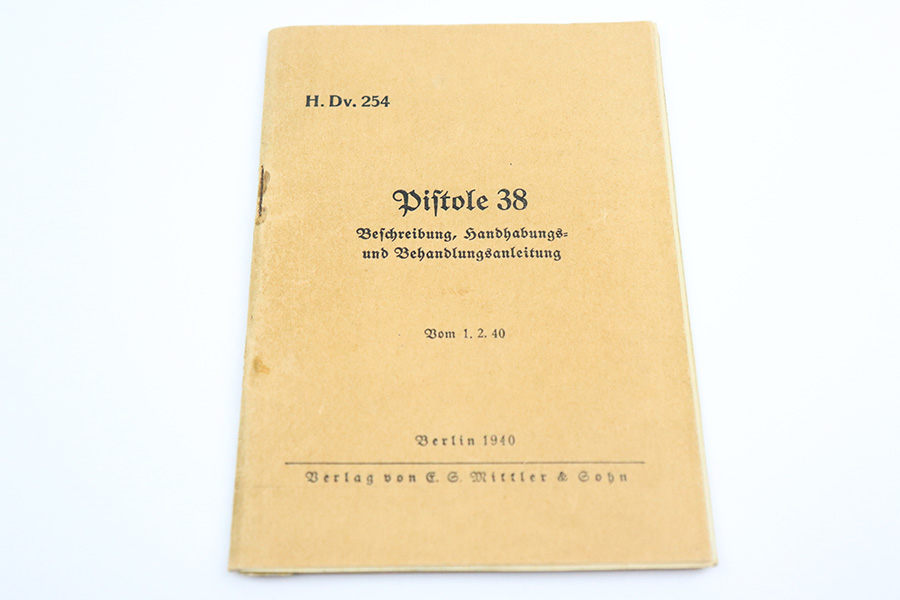 H. Dv. 254
Piſtole 38
Beſchreibung, Handhabungs-
und Behandlungsanleitung
Vom 1. 2. 40
Berlin 1940
Verlag von E. S. Mittler & Sohn